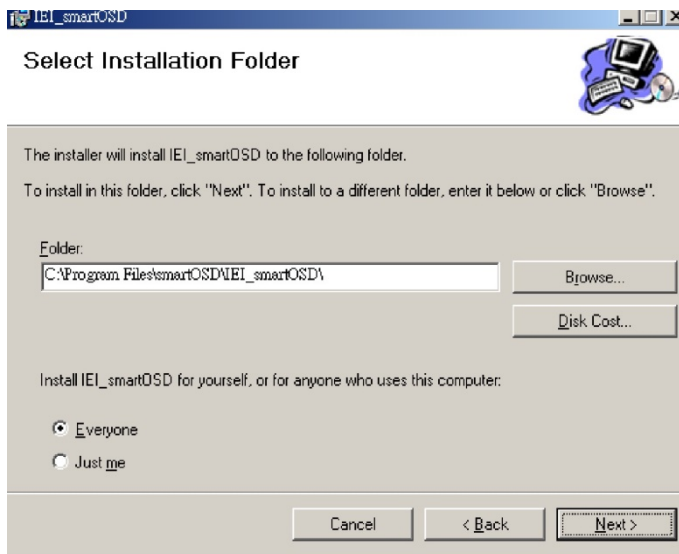 IEI_smartOSD
Select Installation Folder
The installer will install IEI_smartOSD to the following folder.
To install in this folder, click "Next". To install to a different folder, enter it below or click "Browse".
Folder:
C:\Program Files\smartOSD\IEI_smartOSD\
Browse...
Disk Cost...
Install IEI_smartOSD for yourself, or for anyone who uses this computer:
Everyone
Just me
Cancel < Back Next >